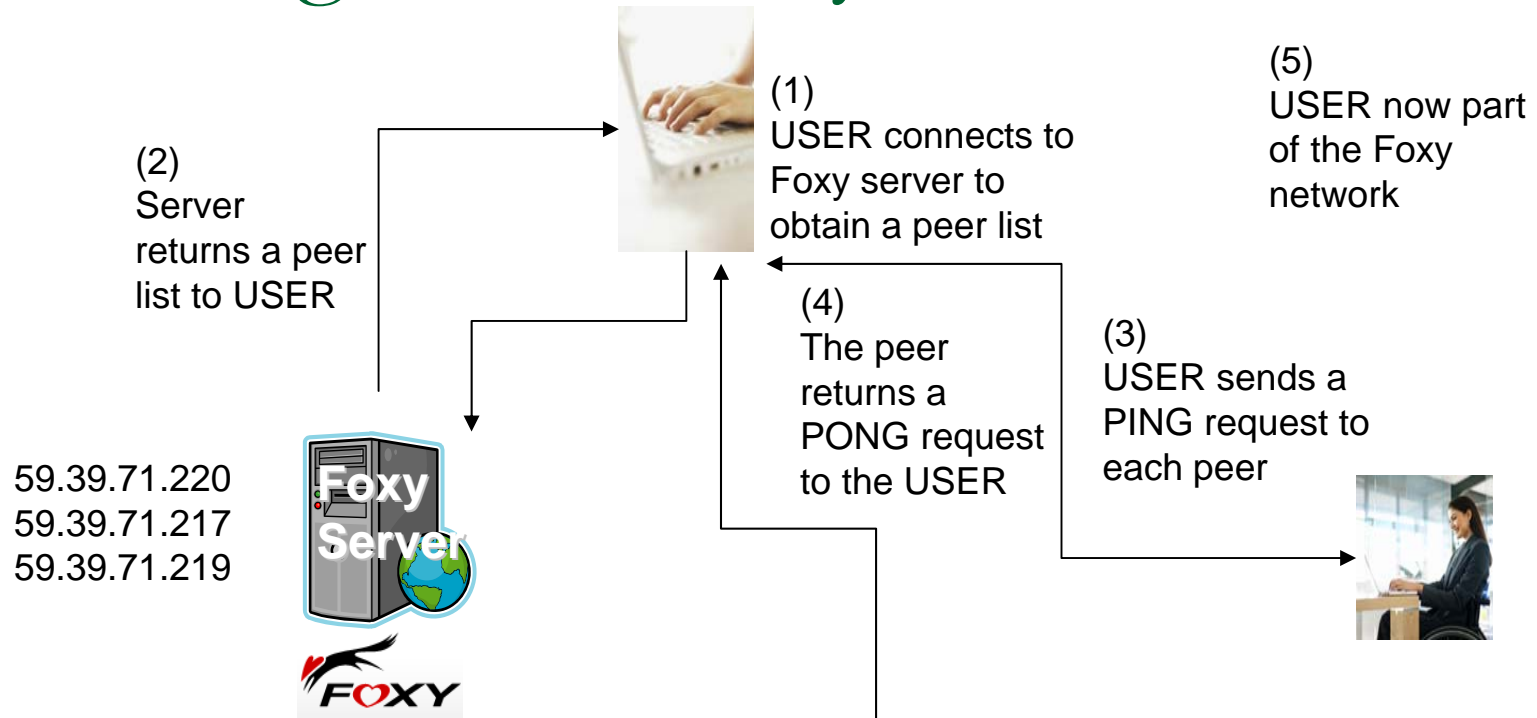 (1)
USER connects to
Foxy server to
obtain a peer list
(2)
Server
returns a peer
list to USER
(3)
USER sends a
PING request to
each peer
(4)
The peer
returns a
PONG request
to the USER
(5)
USER now part
of the Foxy
network
59.39.71.220
59.39.71.217
59.39.71.219
Foxy
Server
FOXY